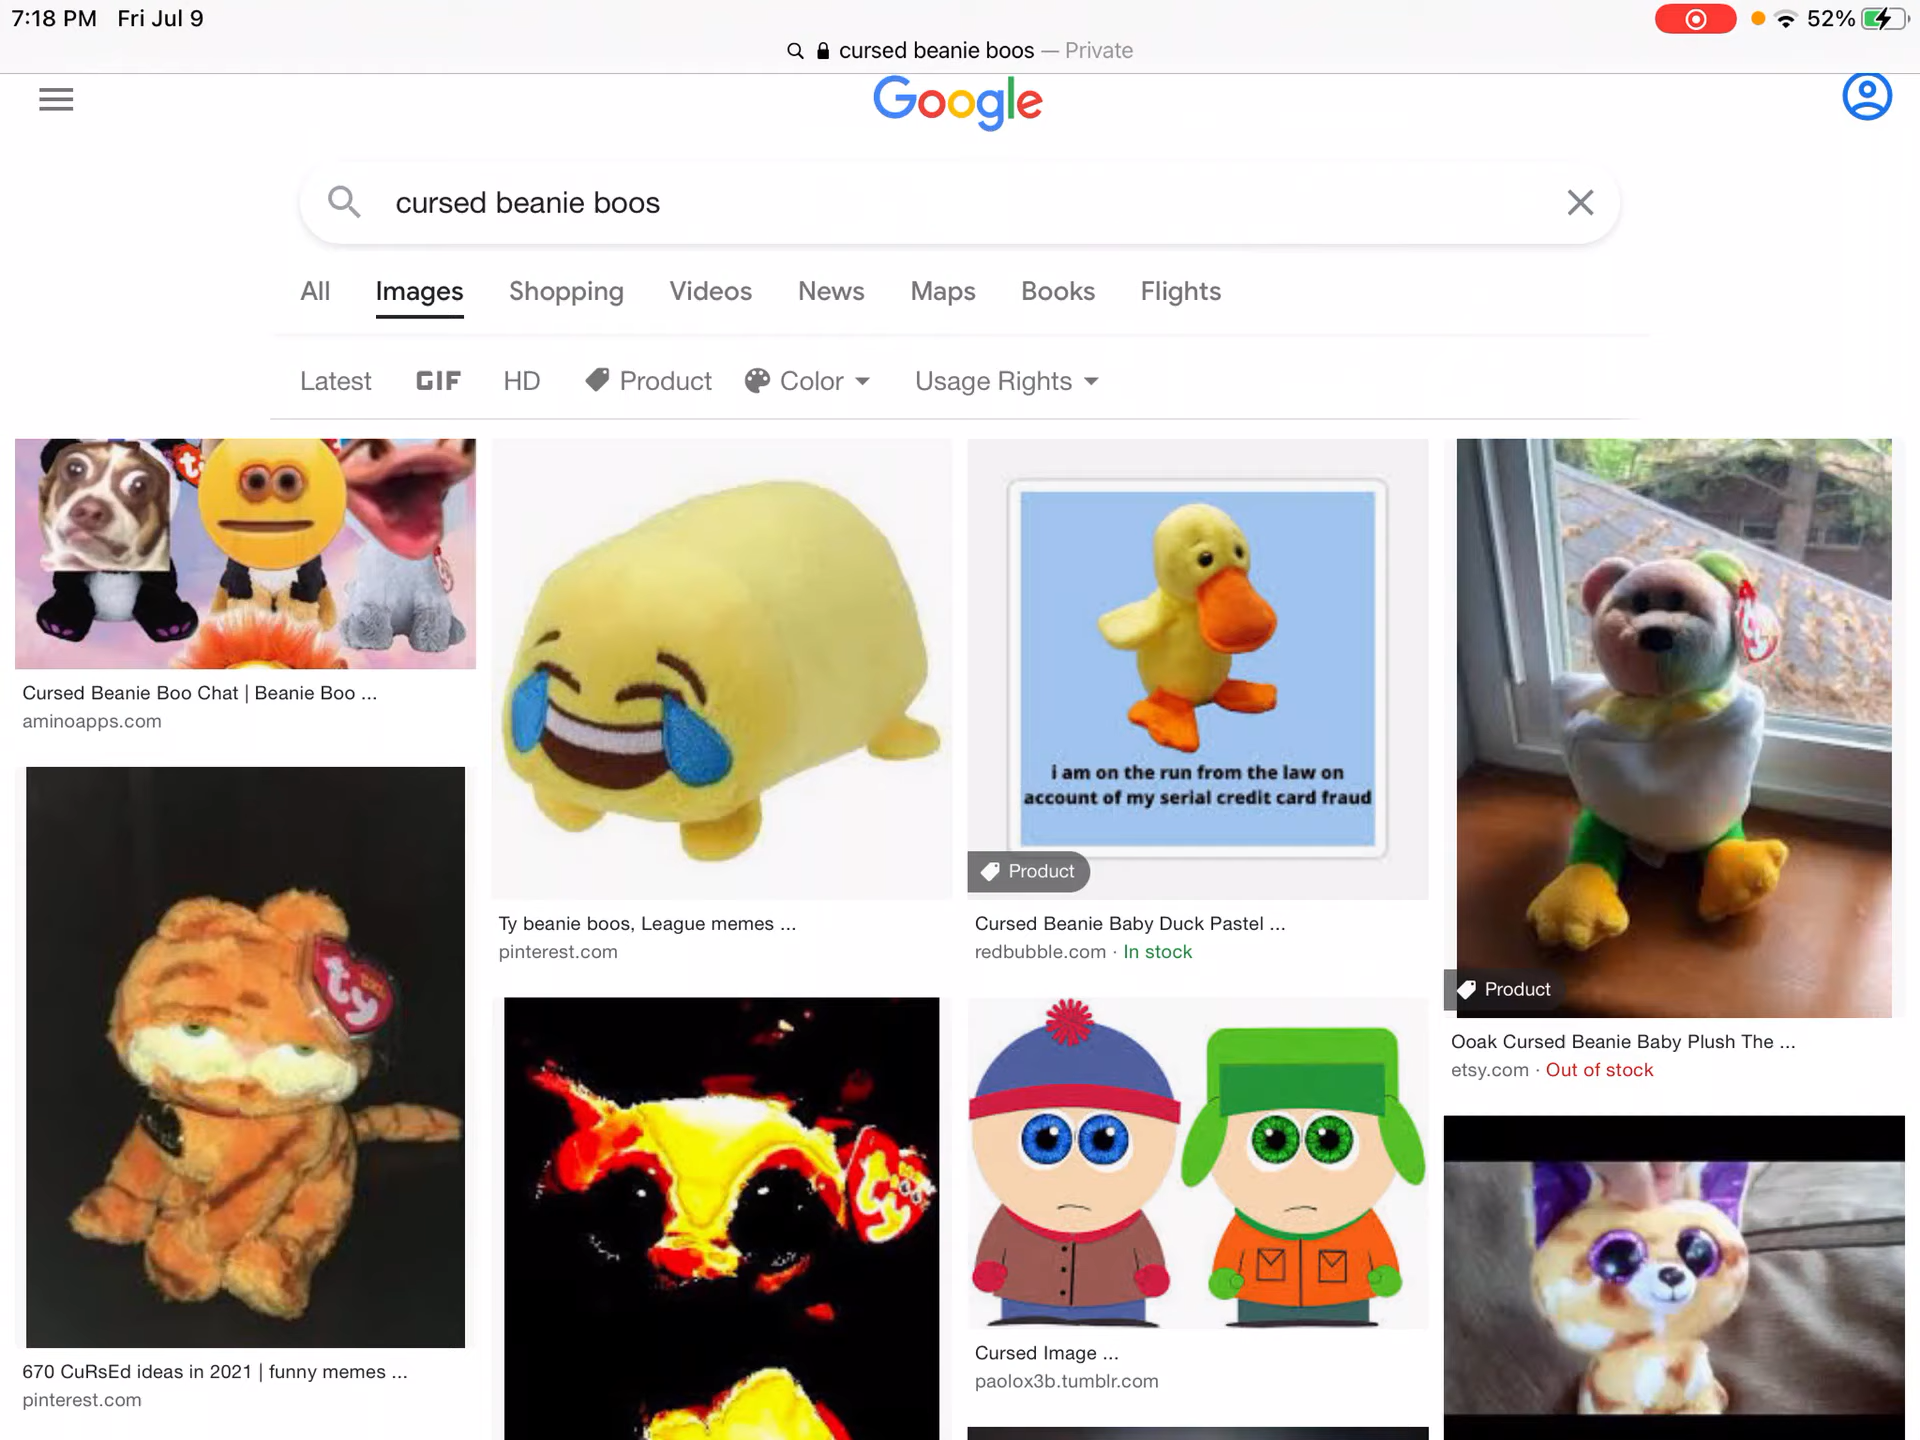 7:18 PM Fri Jul 9
52%
cursed beanie boos — Private
Google
cursed beanie boos
All Images Shopping Videos News Maps Books Flights
Latest GIF HD Product Color Usage Rights
Cursed Beanie Boo Chat | Beanie Boo ...
aminoapps.com
ty
670 CuRsEd ideas in 2021 | funny memes ...
pinterest.com
Ty beanie boos, League memes ...
pinterest.com
ty
i am on the run from the law on
account of my serial credit card fraud
Product
Cursed Beanie Baby Duck Pastel ...
redbubble.com · In stock
Cursed Image ...
paolox3b.tumblr.com
ty
Product
Ooak Cursed Beanie Baby Plush The ...
etsy.com · Out of stock